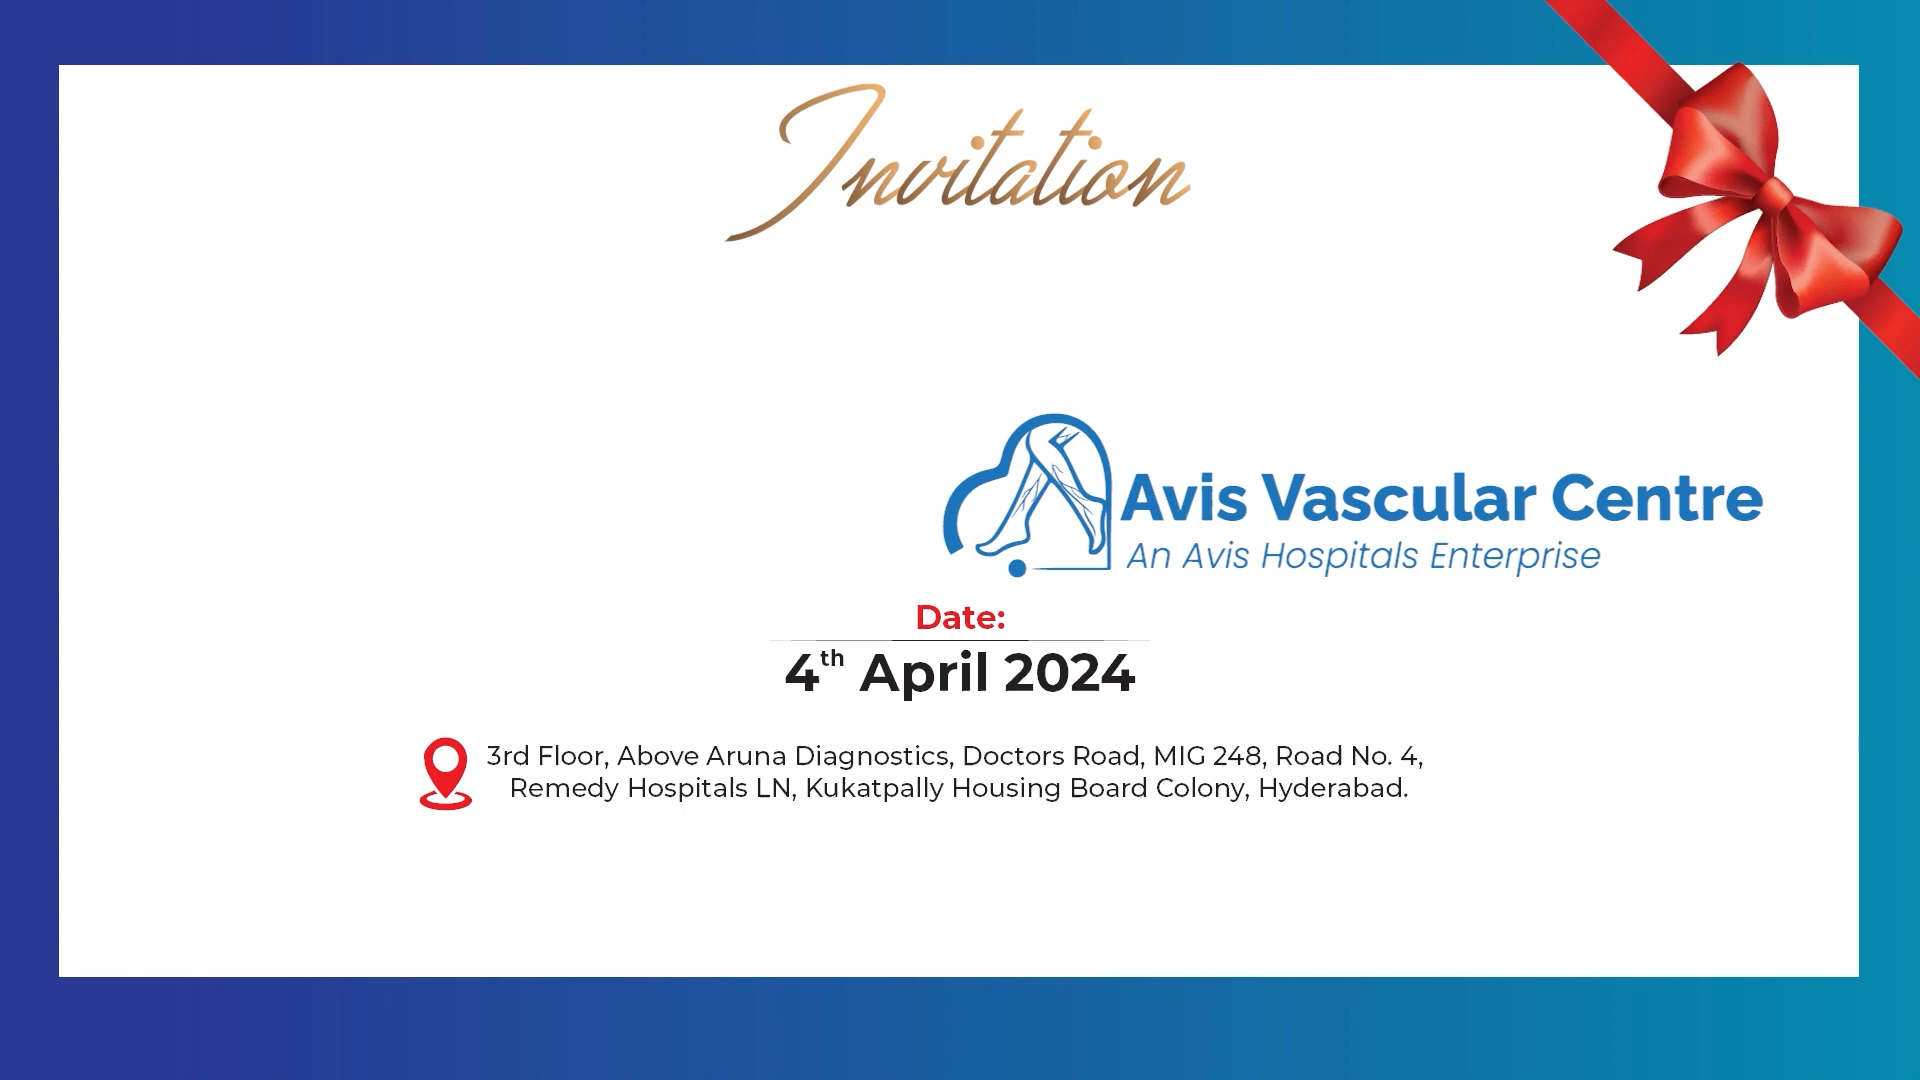 Invitation
Avis Vascular Centre
An Avis Hospitals Enterprise
Date:
4th April 2024
3rd Floor, Above Aruna Diagnostics, Doctors Road, MIG 248, Road No. 4,
Remedy Hospitals LN, Kukatpally Housing Board Colony, Hyderabad.